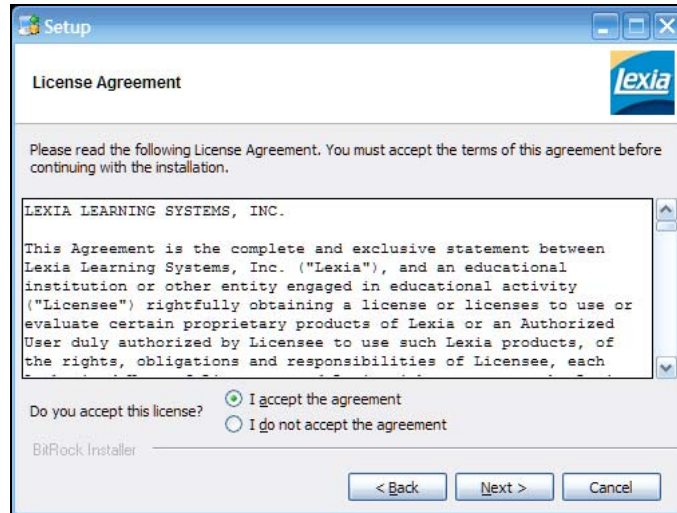 Setup
License Agreement
lexia
Please read the following License Agreement. You must accept the terms of this agreement before
continuing with the installation.
LEXIA LEARNING SYSTEMS, INC.
This Agreement is the complete and exclusive statement between
Lexia Learning Systems, Inc. ("Lexia"), and an educational
institution or other entity engaged in educational activity
("Licensee") rightfully obtaining a license or licenses to use or
evaluate certain proprietary products of Lexia or an Authorized
User duly authorized by Licensee to use such Lexia products, of
the rights, obligations and responsibilities of Licensee, each
Do you accept this license?
I accept the agreement
I do not accept the agreement
BitRock Installer
< Back
Next >
Cancel